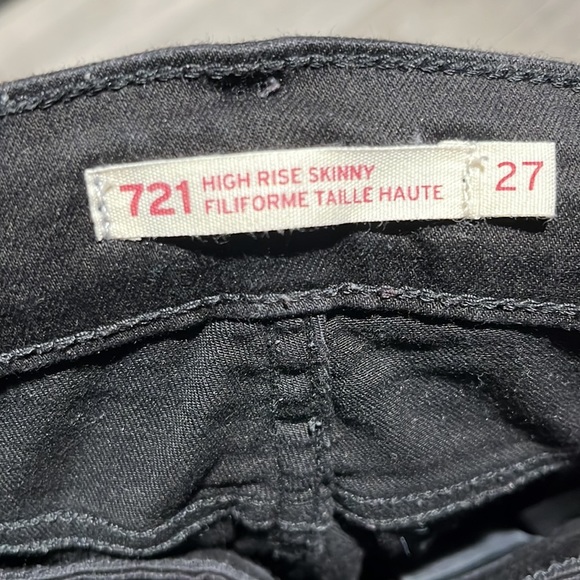 721 HIGH RISE SKINNY
FILIFORME TAILLE HAUTE
27